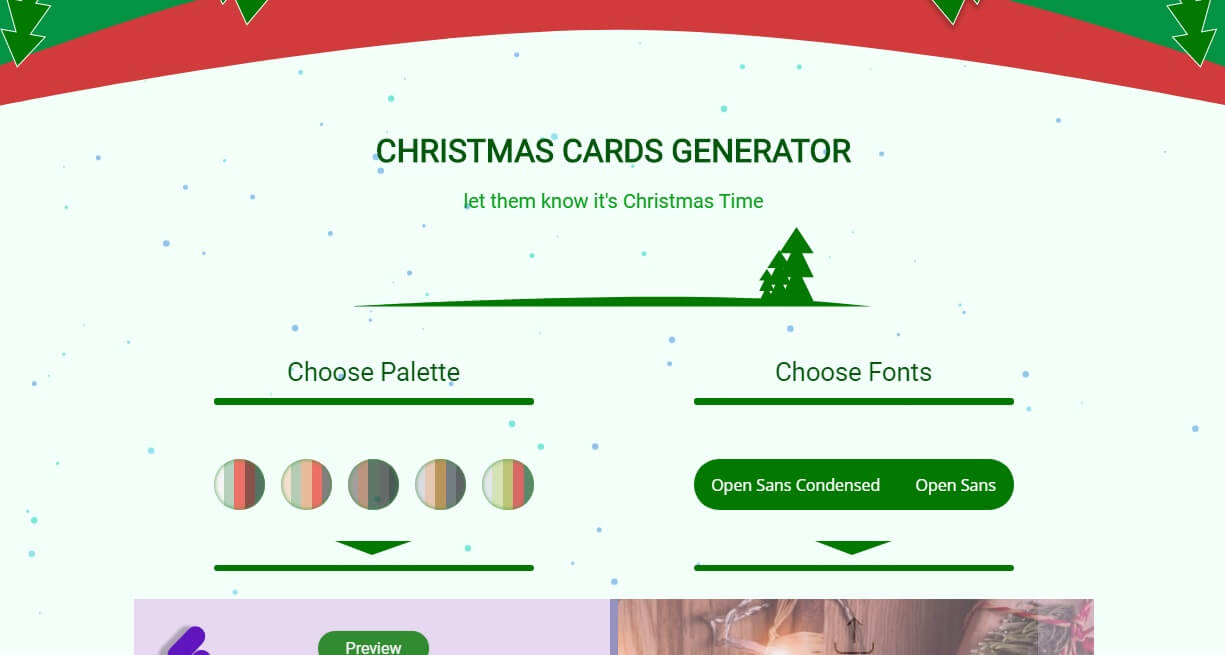 CHRISTMAS CARDS GENERATOR
let them know it's Christmas Time
Choose Palette
Choose Fonts
Open Sans Condensed Open Sans
Preview